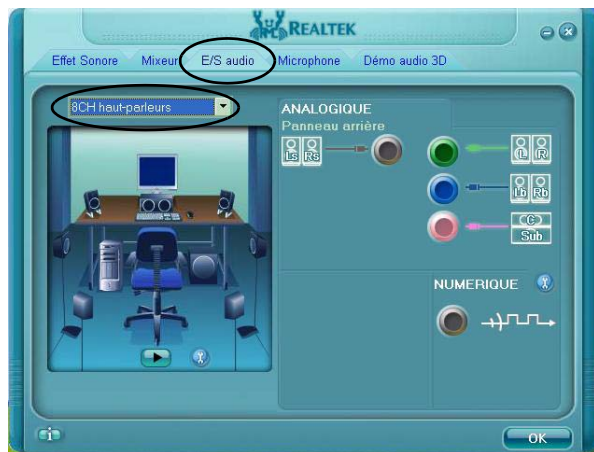 REALTEK
Effet Sonore Mixeur E/S audio Microphone Démo audio 3D
8CH haut-parleurs
ANALOGIQUE
Panneau arrière
Ls Rs
L R
Lb Rb
C
Sub
NUMERIQUE
i
OK